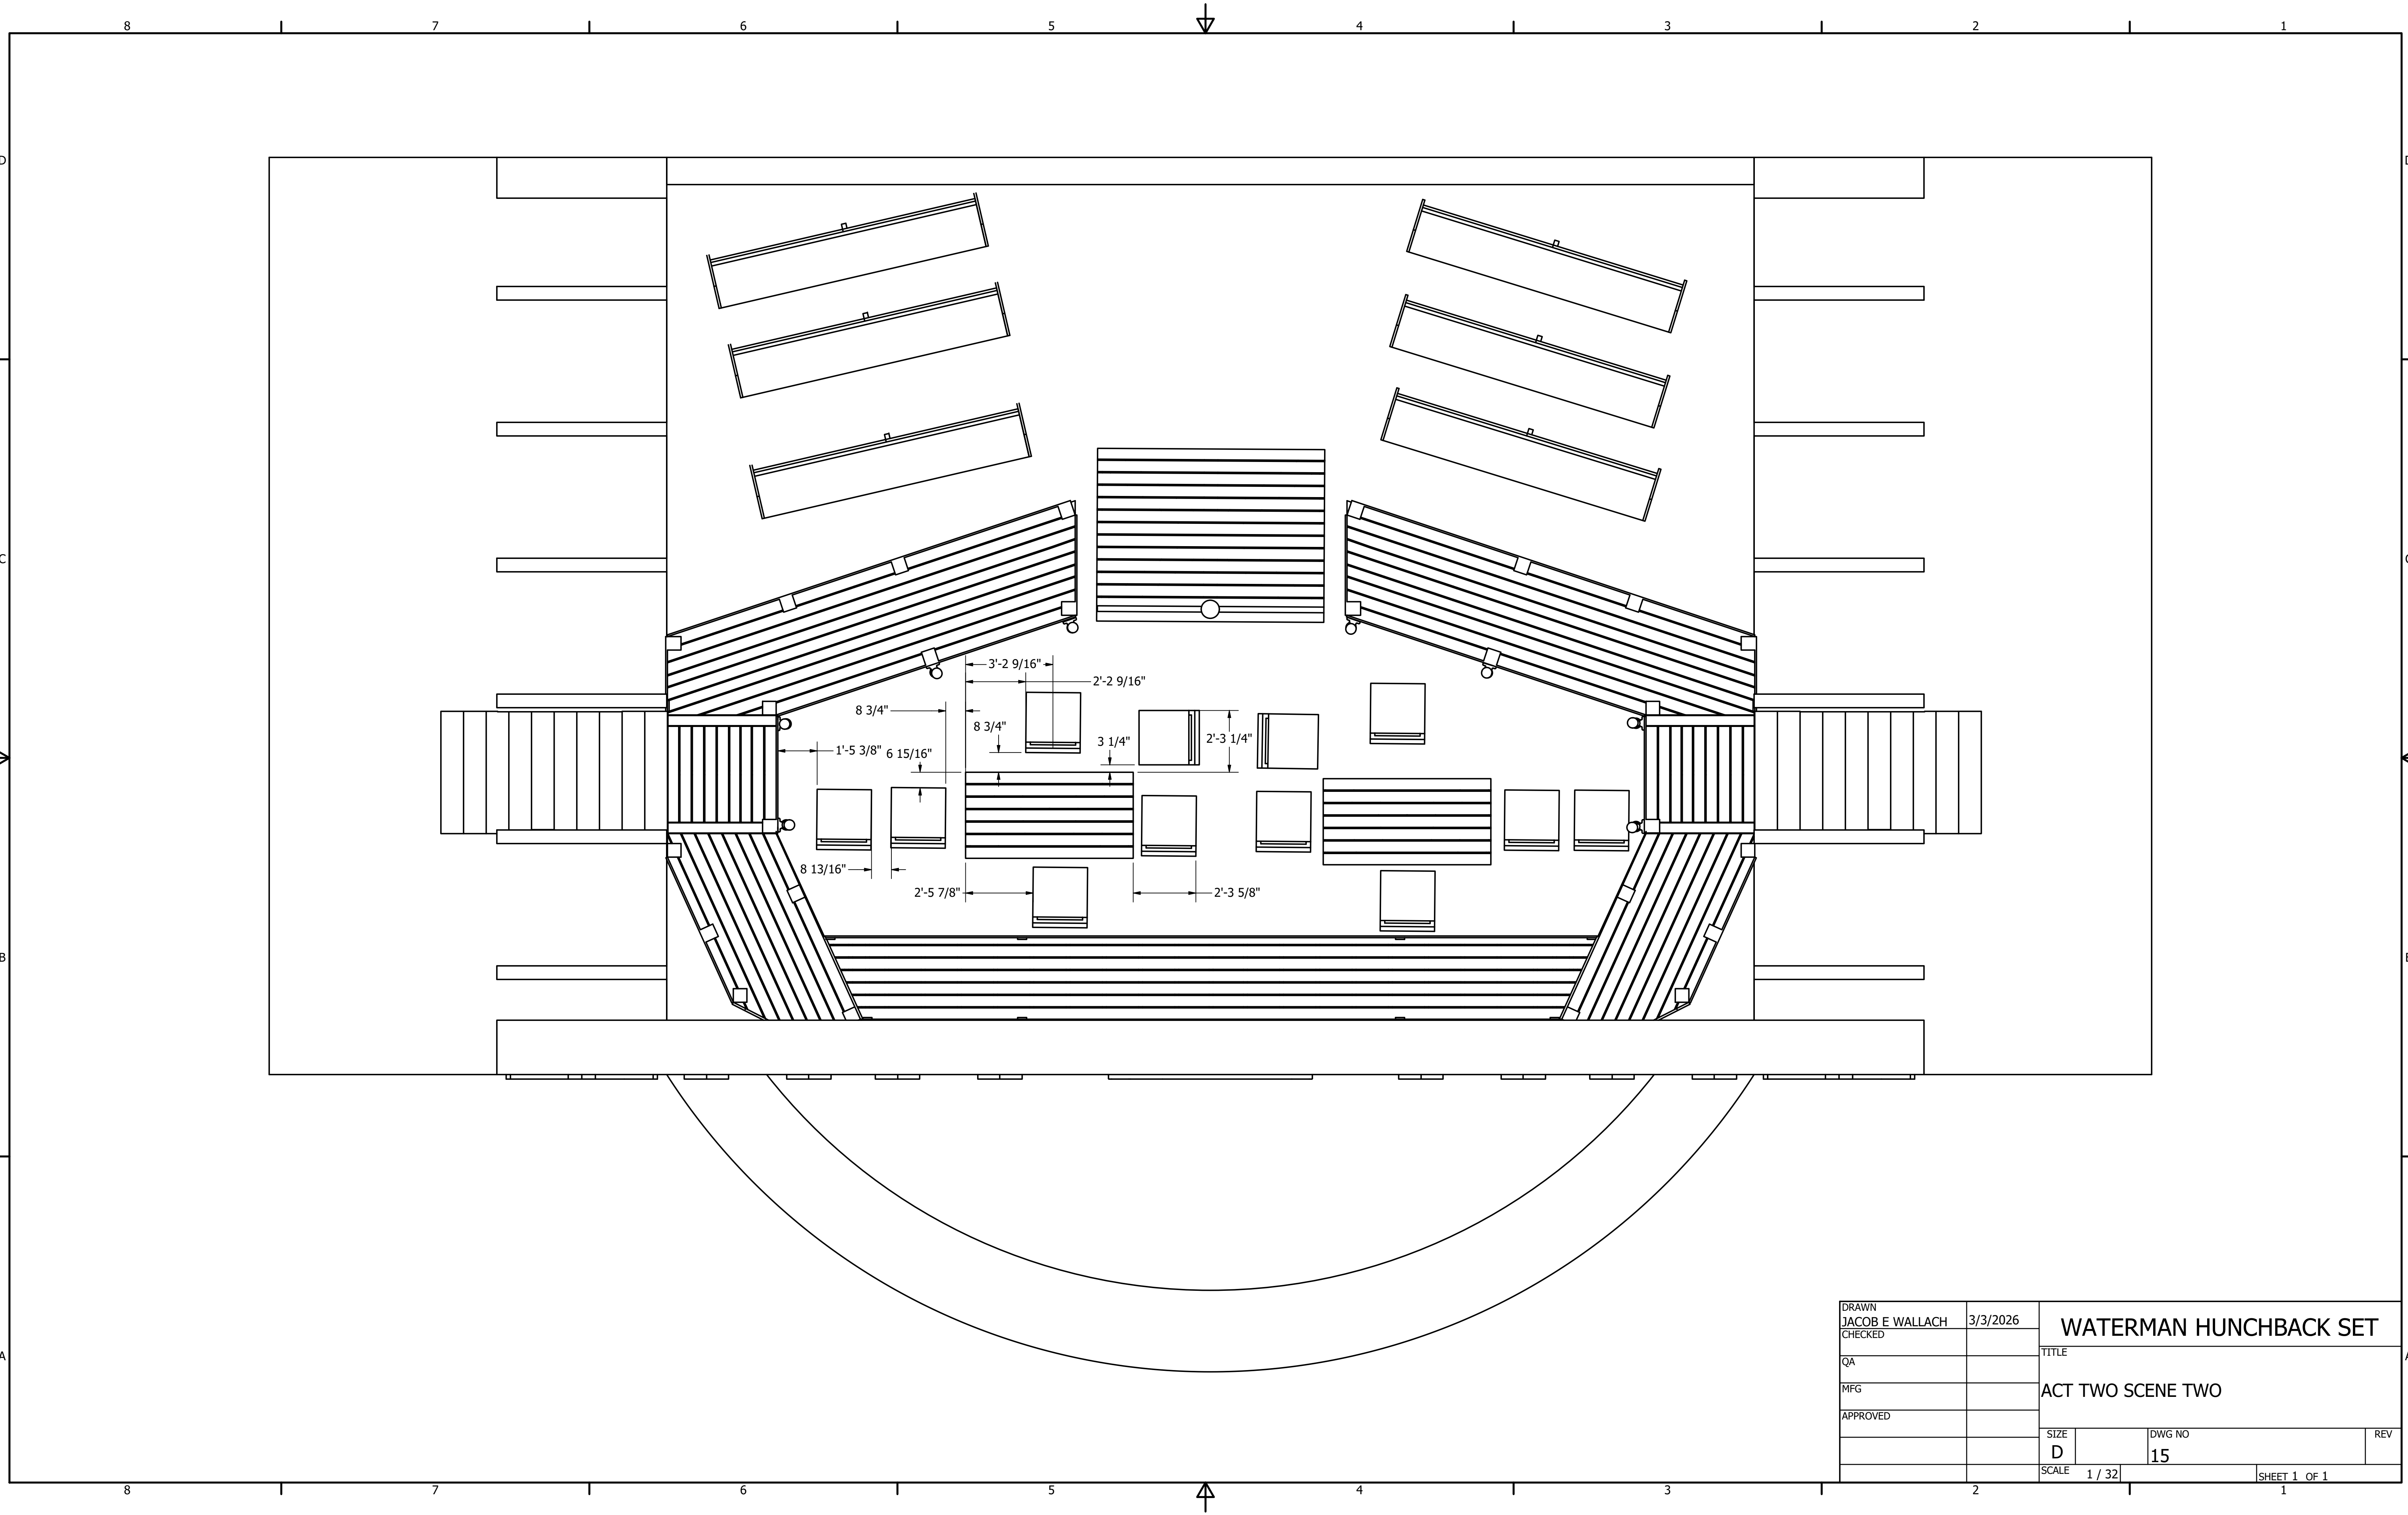 8 7 6 5 4 3 2 1
D
D
C
C
B
B
A
A
3'-2 9/16"
2'-2 9/16"
8 3/4"
8 3/4"
3 1/4"
2'-3 1/4"
1'-5 3/8"
6 15/16"
8 13/16"
2'-5 7/8"
2'-3 5/8"
DRAWN
JACOB E WALLACH
3/3/2026
CHECKED
QA
MFG
APPROVED
WATERMAN HUNCHBACK SET
TITLE
ACT TWO SCENE TWO
SIZE
D
DWG NO
15
REV
SCALE
1 / 32
SHEET 1 OF 1
8 7 6 5 4 3 2 1